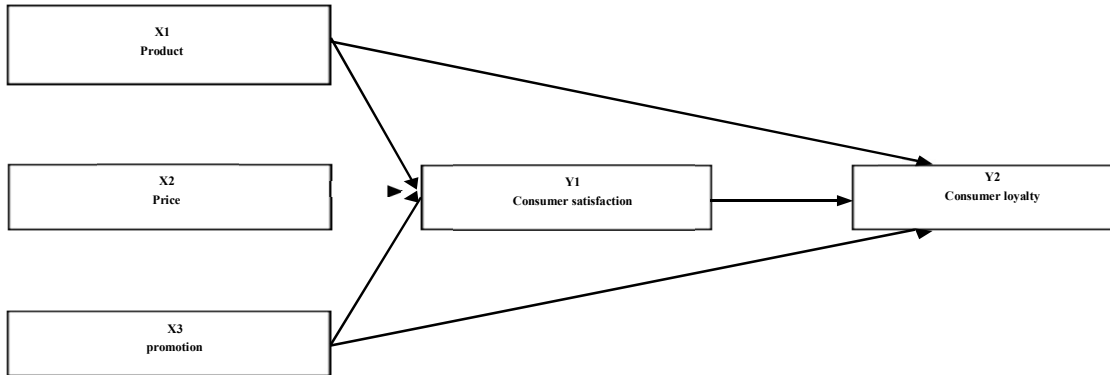 X1
Product
X2
Price
Y1
Consumer satisfaction
Y2
Consumer loyalty
X3
promotion